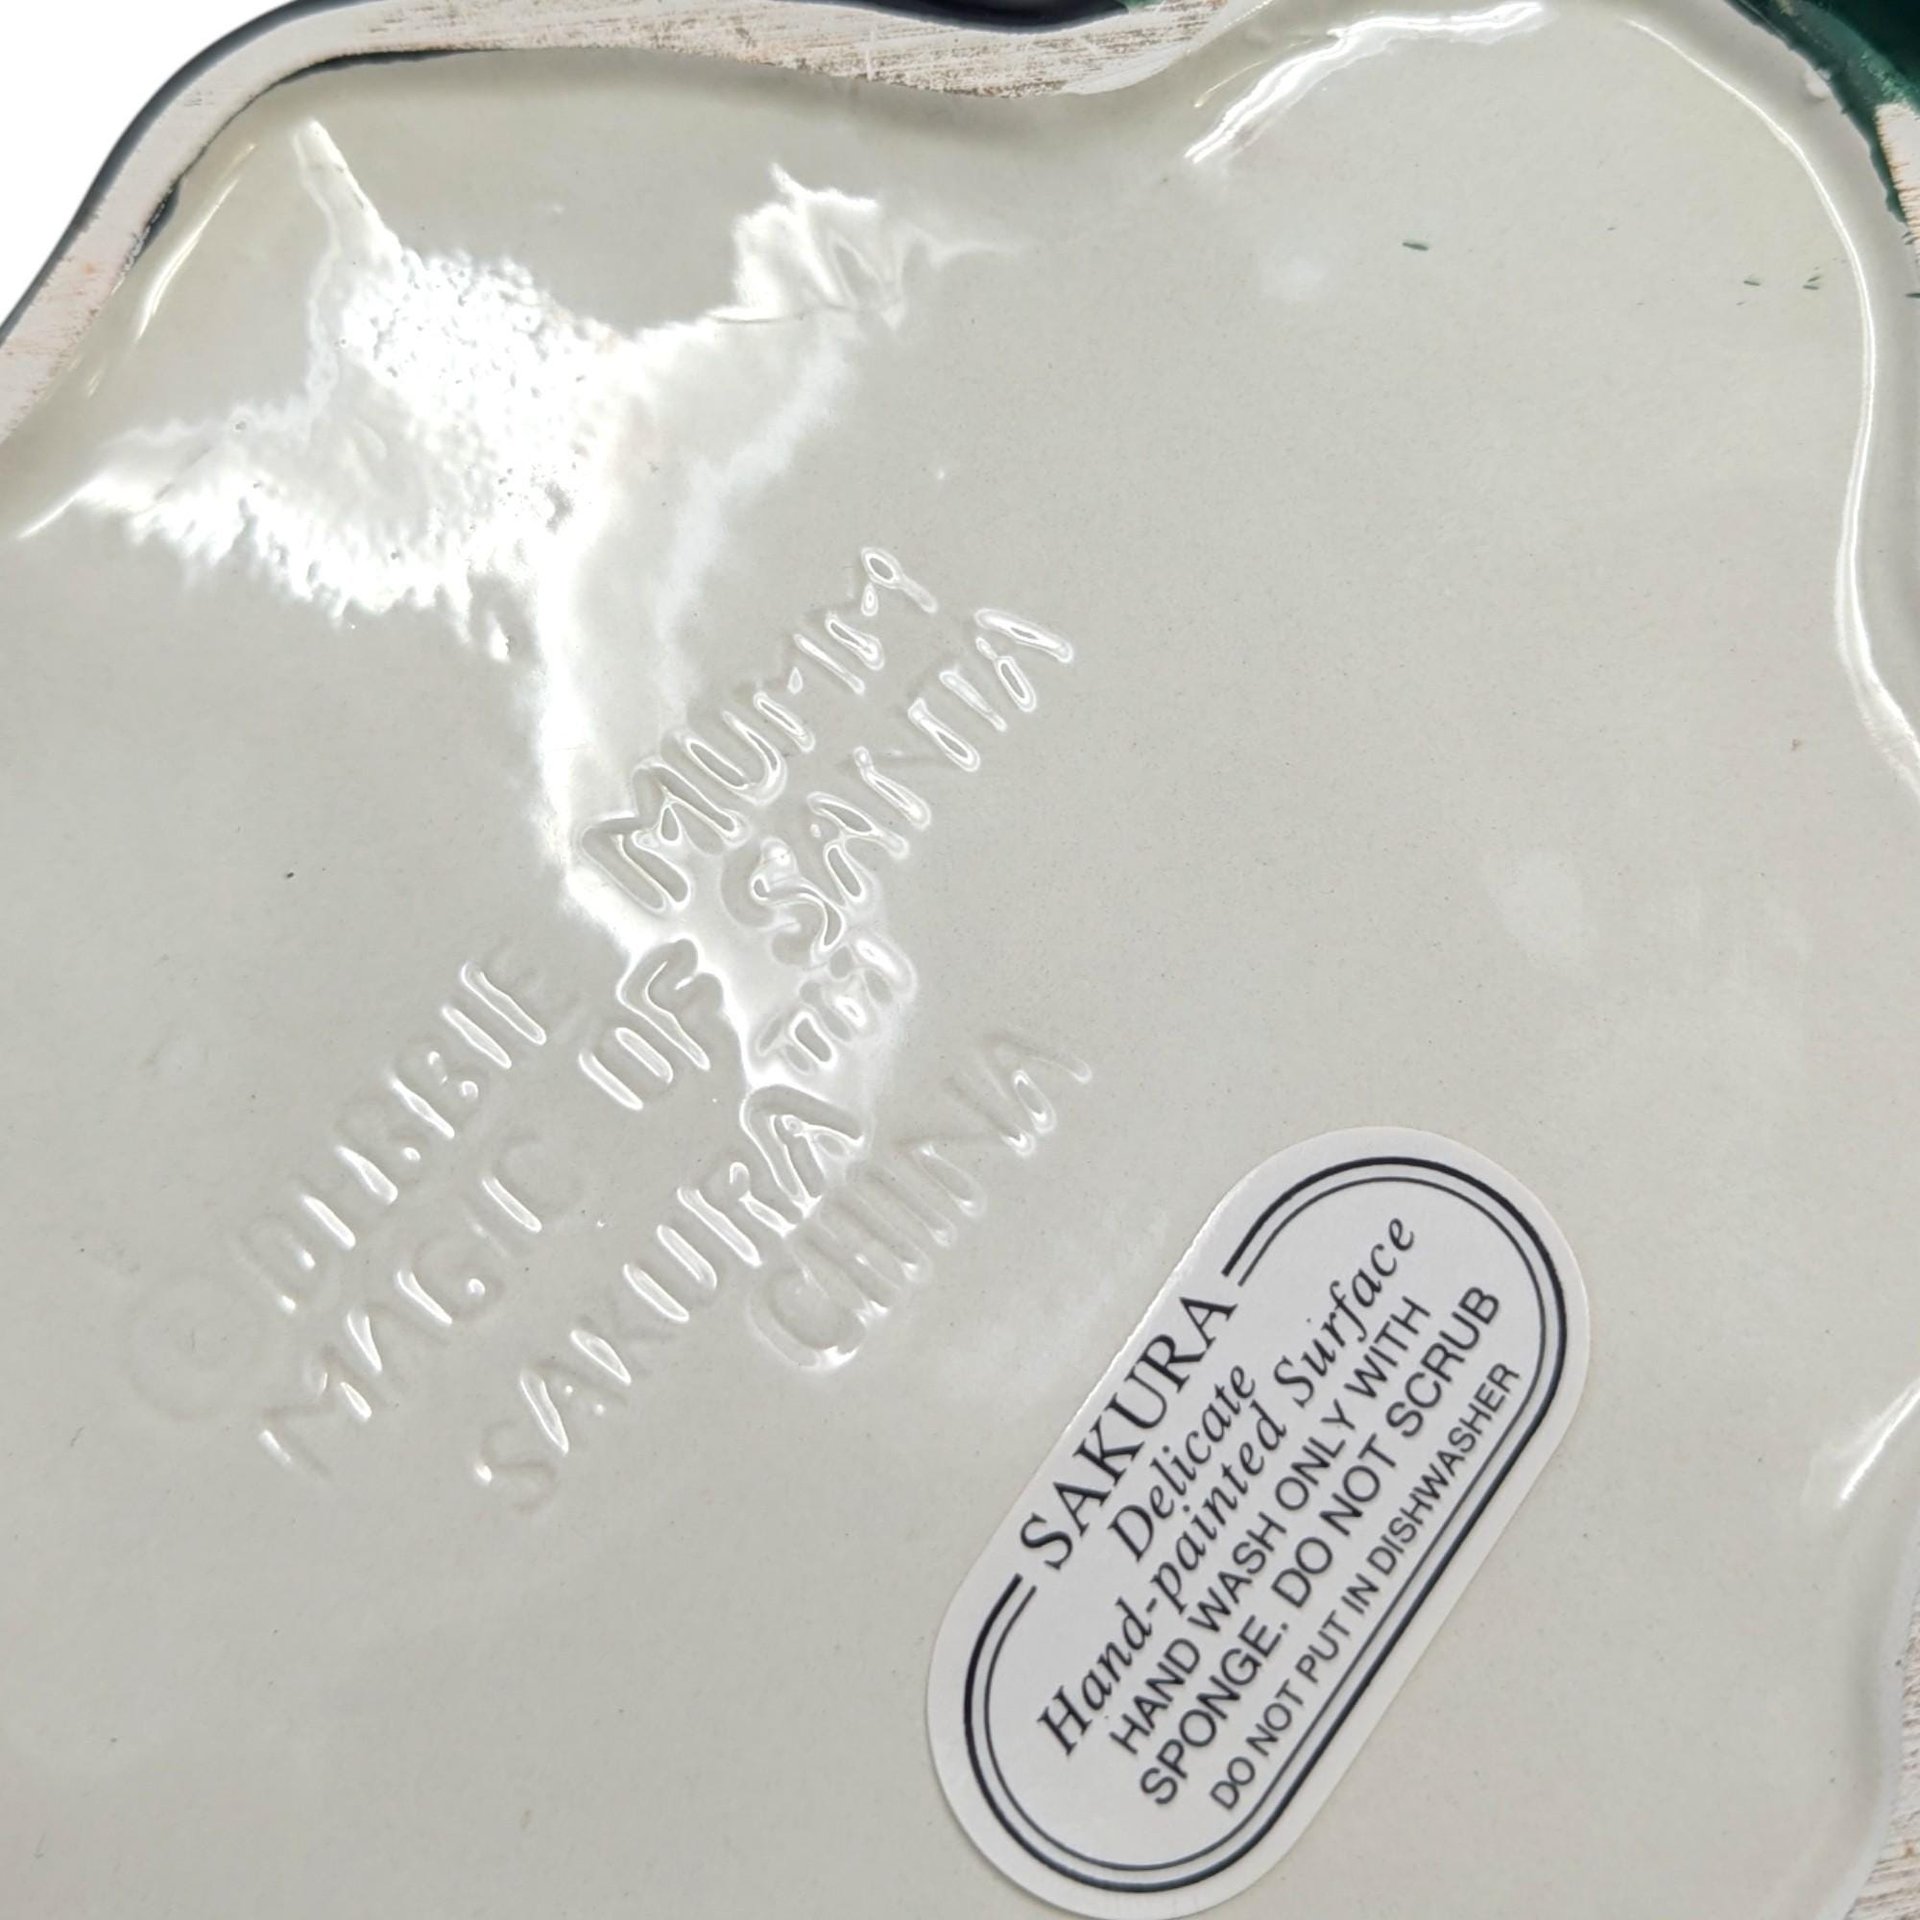 © DEBBIE MUMM®
MAGIC OF SANTA
SAKURA TM
CHINA
SAKURA
Delicate
Hand-painted Surface
HAND WASH ONLY WITH
SPONGE. DO NOT SCRUB
DO NOT PUT IN DISHWASHER